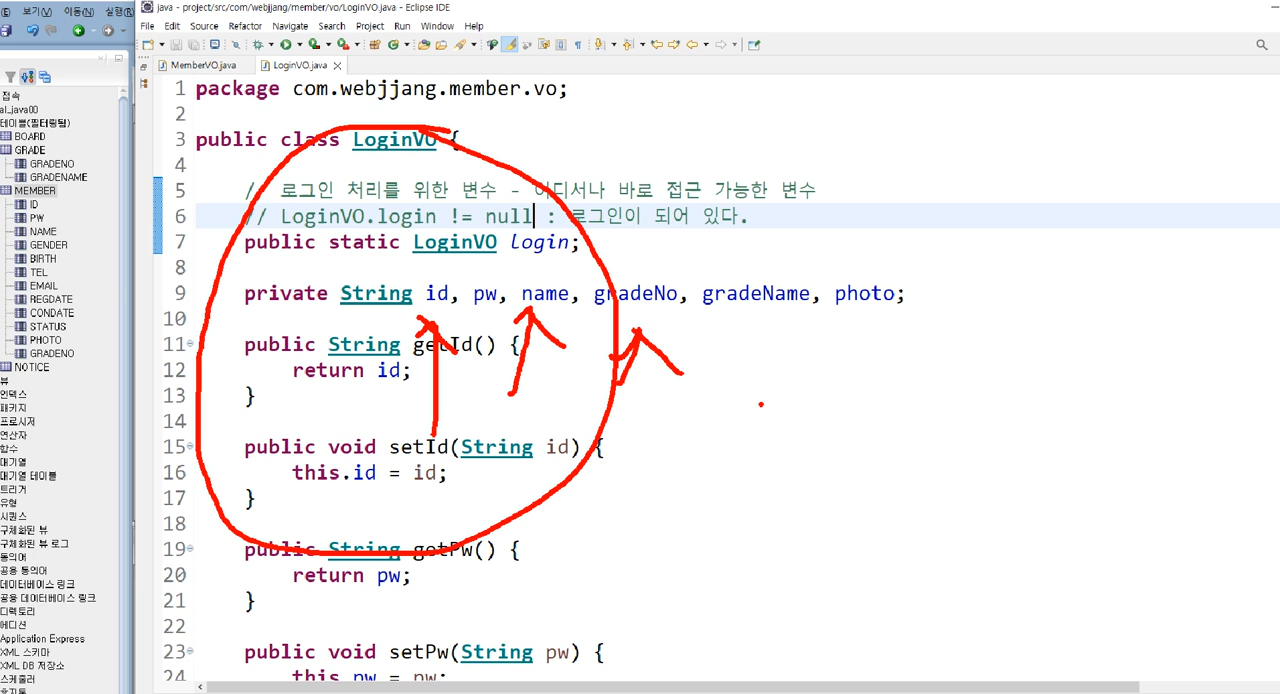 java - project/src/com/webjjang/member/vo/LoginVO.java - Eclipse IDE
보기(V) 이동(N) 실행(R)
File Edit Source Refactor Navigate Search Project Run Window Help
MemberVO.java LoginVO.java
접속
al_java00
테이블(필터링됨)
BOARD
GRADE
GRADENO
GRADENAME
MEMBER
ID
PW
NAME
GENDER
BIRTH
TEL
EMAIL
REGDATE
CONDATE
STATUS
PHOTO
GRADENO
NOTICE
뷰
인덱스
패키지
프로시저
연산자
함수
대기열
대기열 테이블
트리거
유형
시퀀스
구체화된 뷰
구체화된 뷰 로그
동의어
공용 동의어
데이터베이스 링크
공용 데이터베이스 링크
디렉토리
에디션
Application Express
XML 스키마
XML DB 저장소
스케줄러
1 package com.webjjang.member.vo;
2
3 public class LoginVO {
4
5 // 로그인 처리를 위한 변수 - 어디서나 바로 접근 가능한 변수
6 // LoginVO.login != null : 로그인이 되어 있다.
7 public static LoginVO login;
8
9 private String id, pw, name, gradeNo, gradeName, photo;
10
11 public String getId() {
12 return id;
13 }
14
15 public void setId(String id) {
16 this.id = id;
17 }
18
19 public String getPw() {
20 return pw;
21 }
22
23 public void setPw(String pw) {
24 this.pw = pw;